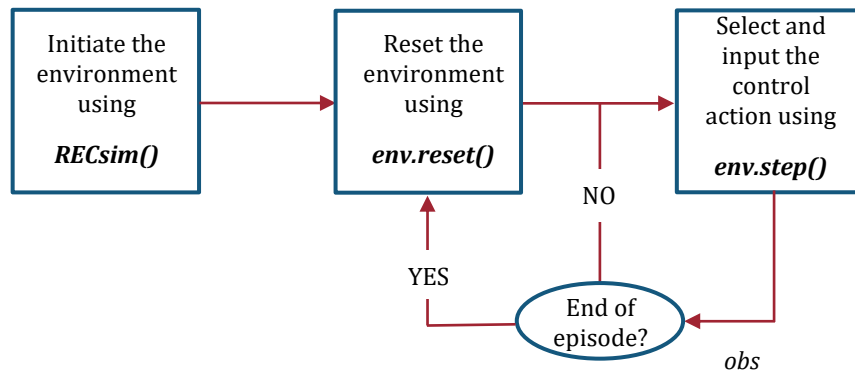 Initiate the
environment
using
RECsim()
Reset the
environment
using
env.reset()
Select and
input the
control
action using
env.step()
NO
YES
End of
episode?
obs